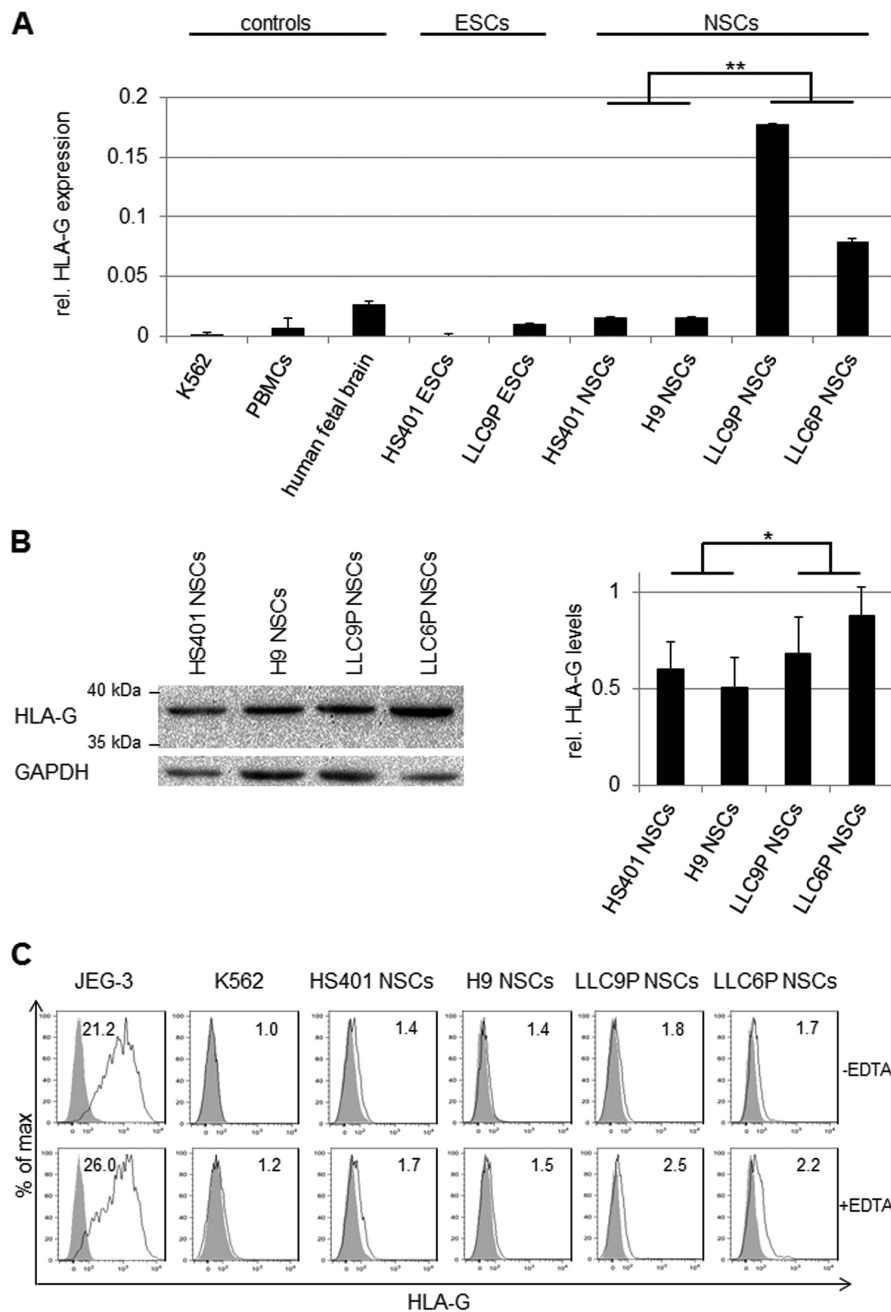 A
controls ESCs NSCs
**
rel. HLA-G expression
0.2
0.15
0.1
0.05
0
K562
PBMCs
human fetal brain
HS401 ESCs
LLC9P ESCs
HS401 NSCs
H9 NSCs
LLC9P NSCs
LLC6P NSCs
B
HS401 NSCs
H9 NSCs
LLC9P NSCs
LLC6P NSCs
40 kDa
HLA-G
35 kDa
GAPDH
*
rel. HLA-G levels
1
0.5
0
HS401 NSCs
H9 NSCs
LLC9P NSCs
LLC6P NSCs
C
JEG-3 K562 HS401 NSCs H9 NSCs LLC9P NSCs LLC6P NSCs
21.2 1.0 1.4 1.4 1.8 1.7
-EDTA
% of max
26.0 1.2 1.7 1.5 2.5 2.2
+EDTA
HLA-G